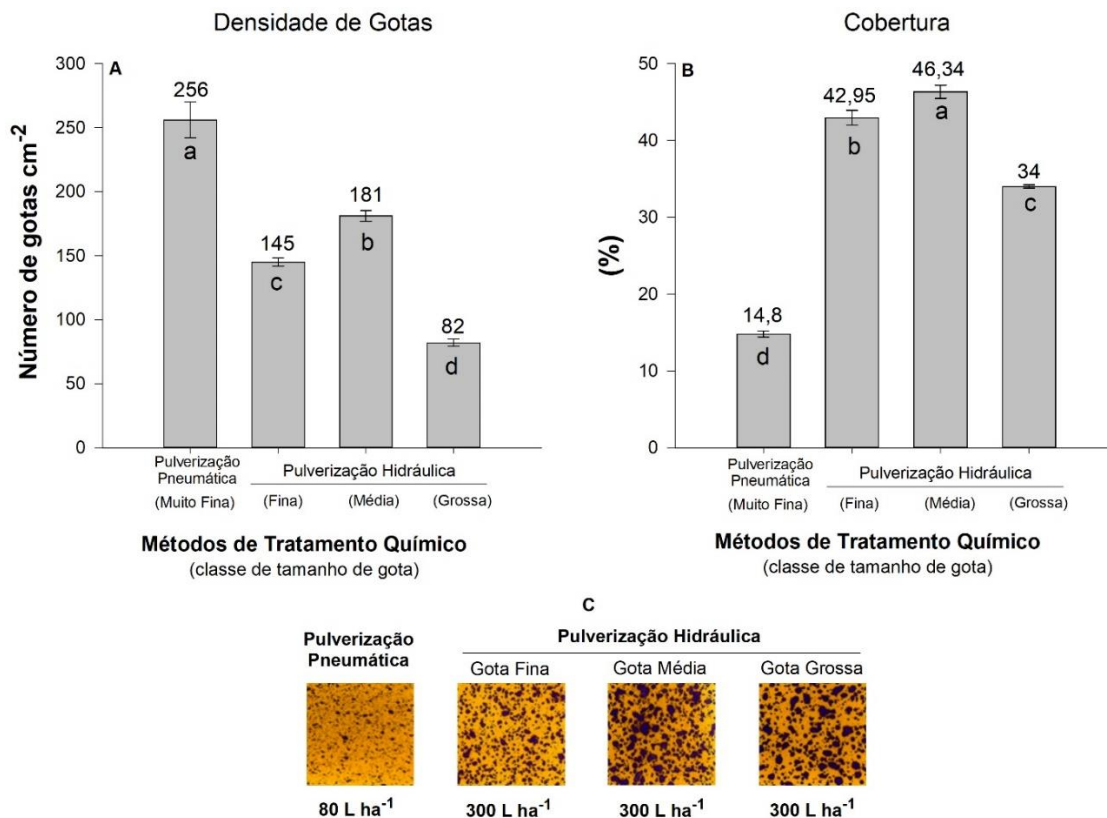 Densidade de Gotas
A
Número de gotas cm⁻²
300
250
200
150
100
50
0
256
a
145
c
181
b
82
d
Pulverização
Pneumática
(Muito Fina)
Pulverização Hidráulica
(Fina)
(Média)
(Grossa)
Métodos de Tratamento Químico
(classe de tamanho de gota)
Cobertura
B
(%)
50
40
30
20
10
0
14,8
d
42,95
b
46,34
a
34
c
Pulverização
Pneumática
(Muito Fina)
Pulverização Hidráulica
(Fina)
(Média)
(Grossa)
Métodos de Tratamento Químico
(classe de tamanho de gota)
C
Pulverização
Pneumática
Pulverização Hidráulica
Gota Fina
Gota Média
Gota Grossa
80 L ha⁻¹
300 L ha⁻¹
300 L ha⁻¹
300 L ha⁻¹